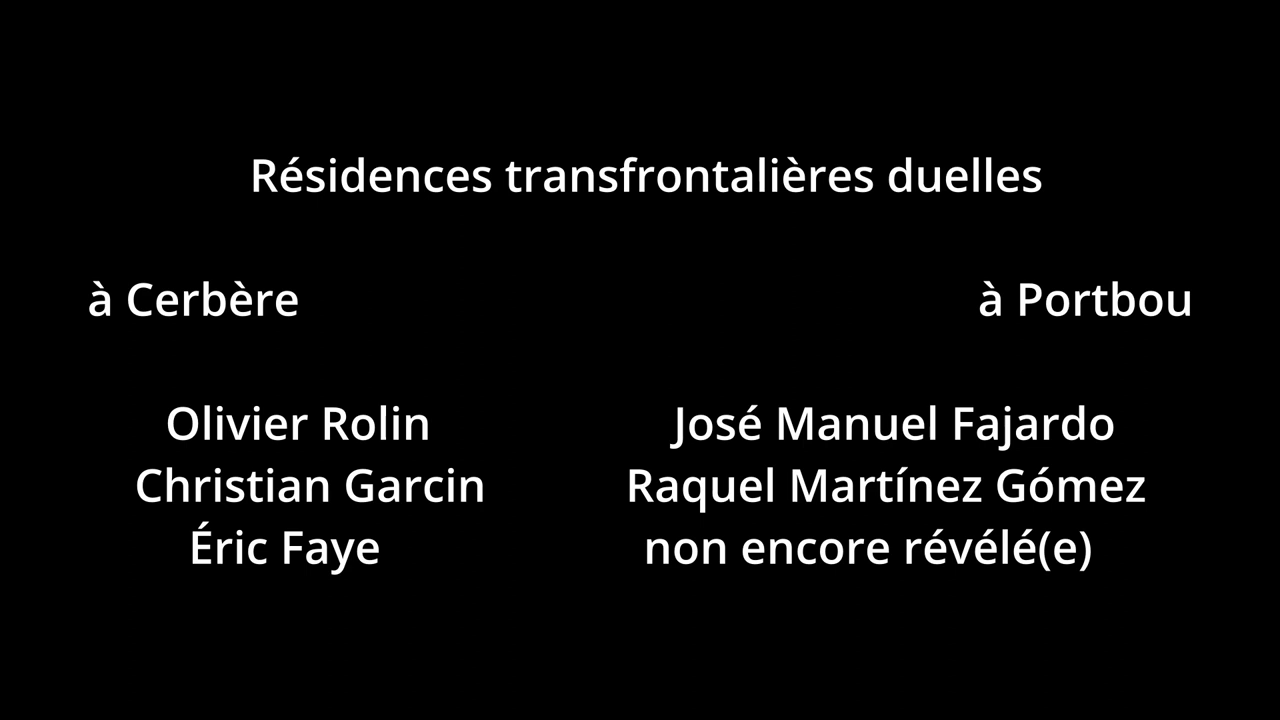 Résidences transfrontalières duelles
à Cerbère à Portbou
Olivier Rolin José Manuel Fajardo
Christian Garcin Raquel Martínez Gómez
Éric Faye non encore révélé(e)